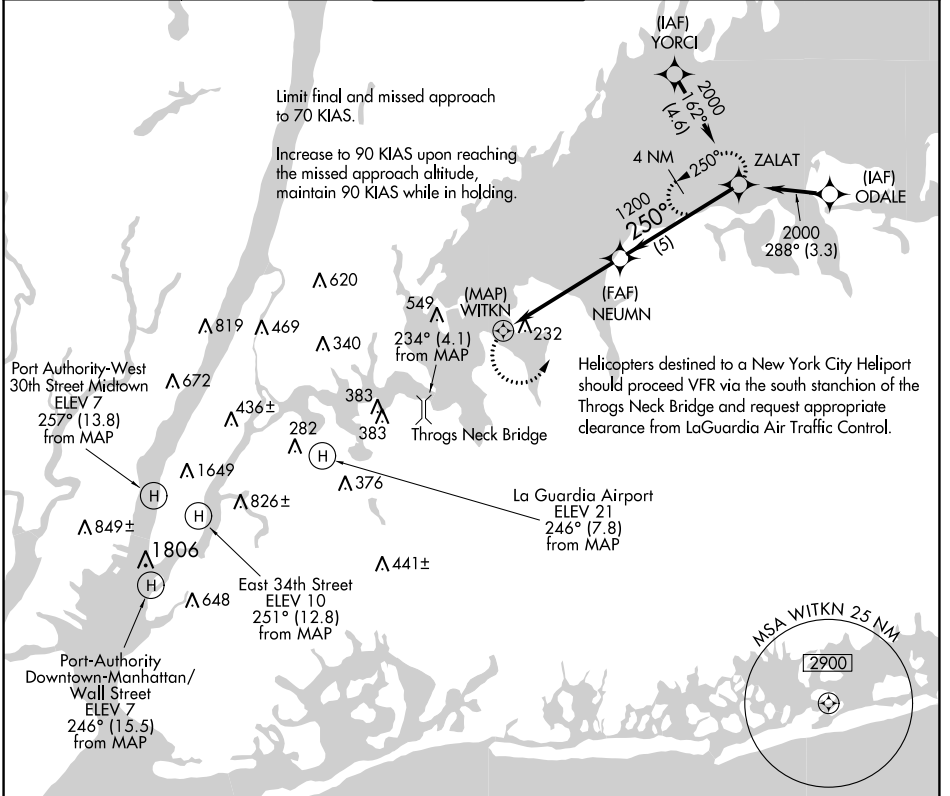 (IAF)
YORCI
2000
162°
(4.6)
Limit final and missed approach
to 70 KIAS.
Increase to 90 KIAS upon reaching
the missed approach altitude,
maintain 90 KIAS while in holding.
4 NM
250°
ZALAT
(IAF)
ODALE
2000
288° (3.3)
1200
250°
(5)
(FAF)
NEUMN
(MAP)
WITKN
232
620
549
819
469
340
234° (4.1)
from MAP
Helicopters destined to a New York City Heliport
should proceed VFR via the south stanchion of the
Throgs Neck Bridge and request appropriate
clearance from LaGuardia Air Traffic Control.
Port Authority-West
30th Street Midtown
ELEV 7
257° (13.8)
from MAP
672
436±
383
383
282
Throgs Neck Bridge
H
1649
376
826±
La Guardia Airport
ELEV 21
246° (7.8)
from MAP
H
H
849±
1806
441±
H
648
East 34th Street
ELEV 10
251° (12.8)
from MAP
Port-Authority
Downtown-Manhattan/
Wall Street
ELEV 7
246° (15.5)
from MAP
MSA WITKN 25 NM
2900